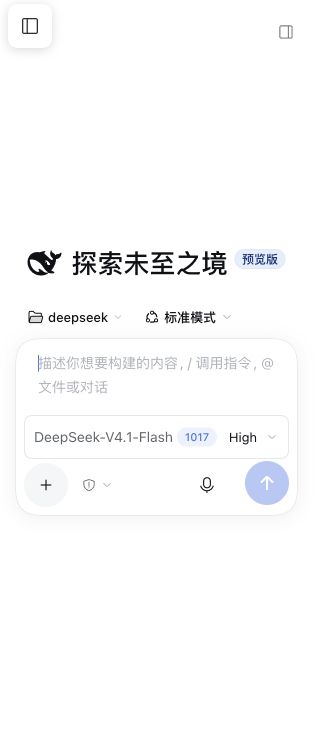 探索未至之境 预览版
deepseek 标准模式
描述你想要构建的内容, / 调用指令, @
文件或对话
DeepSeek-V4.1-Flash 1017 High